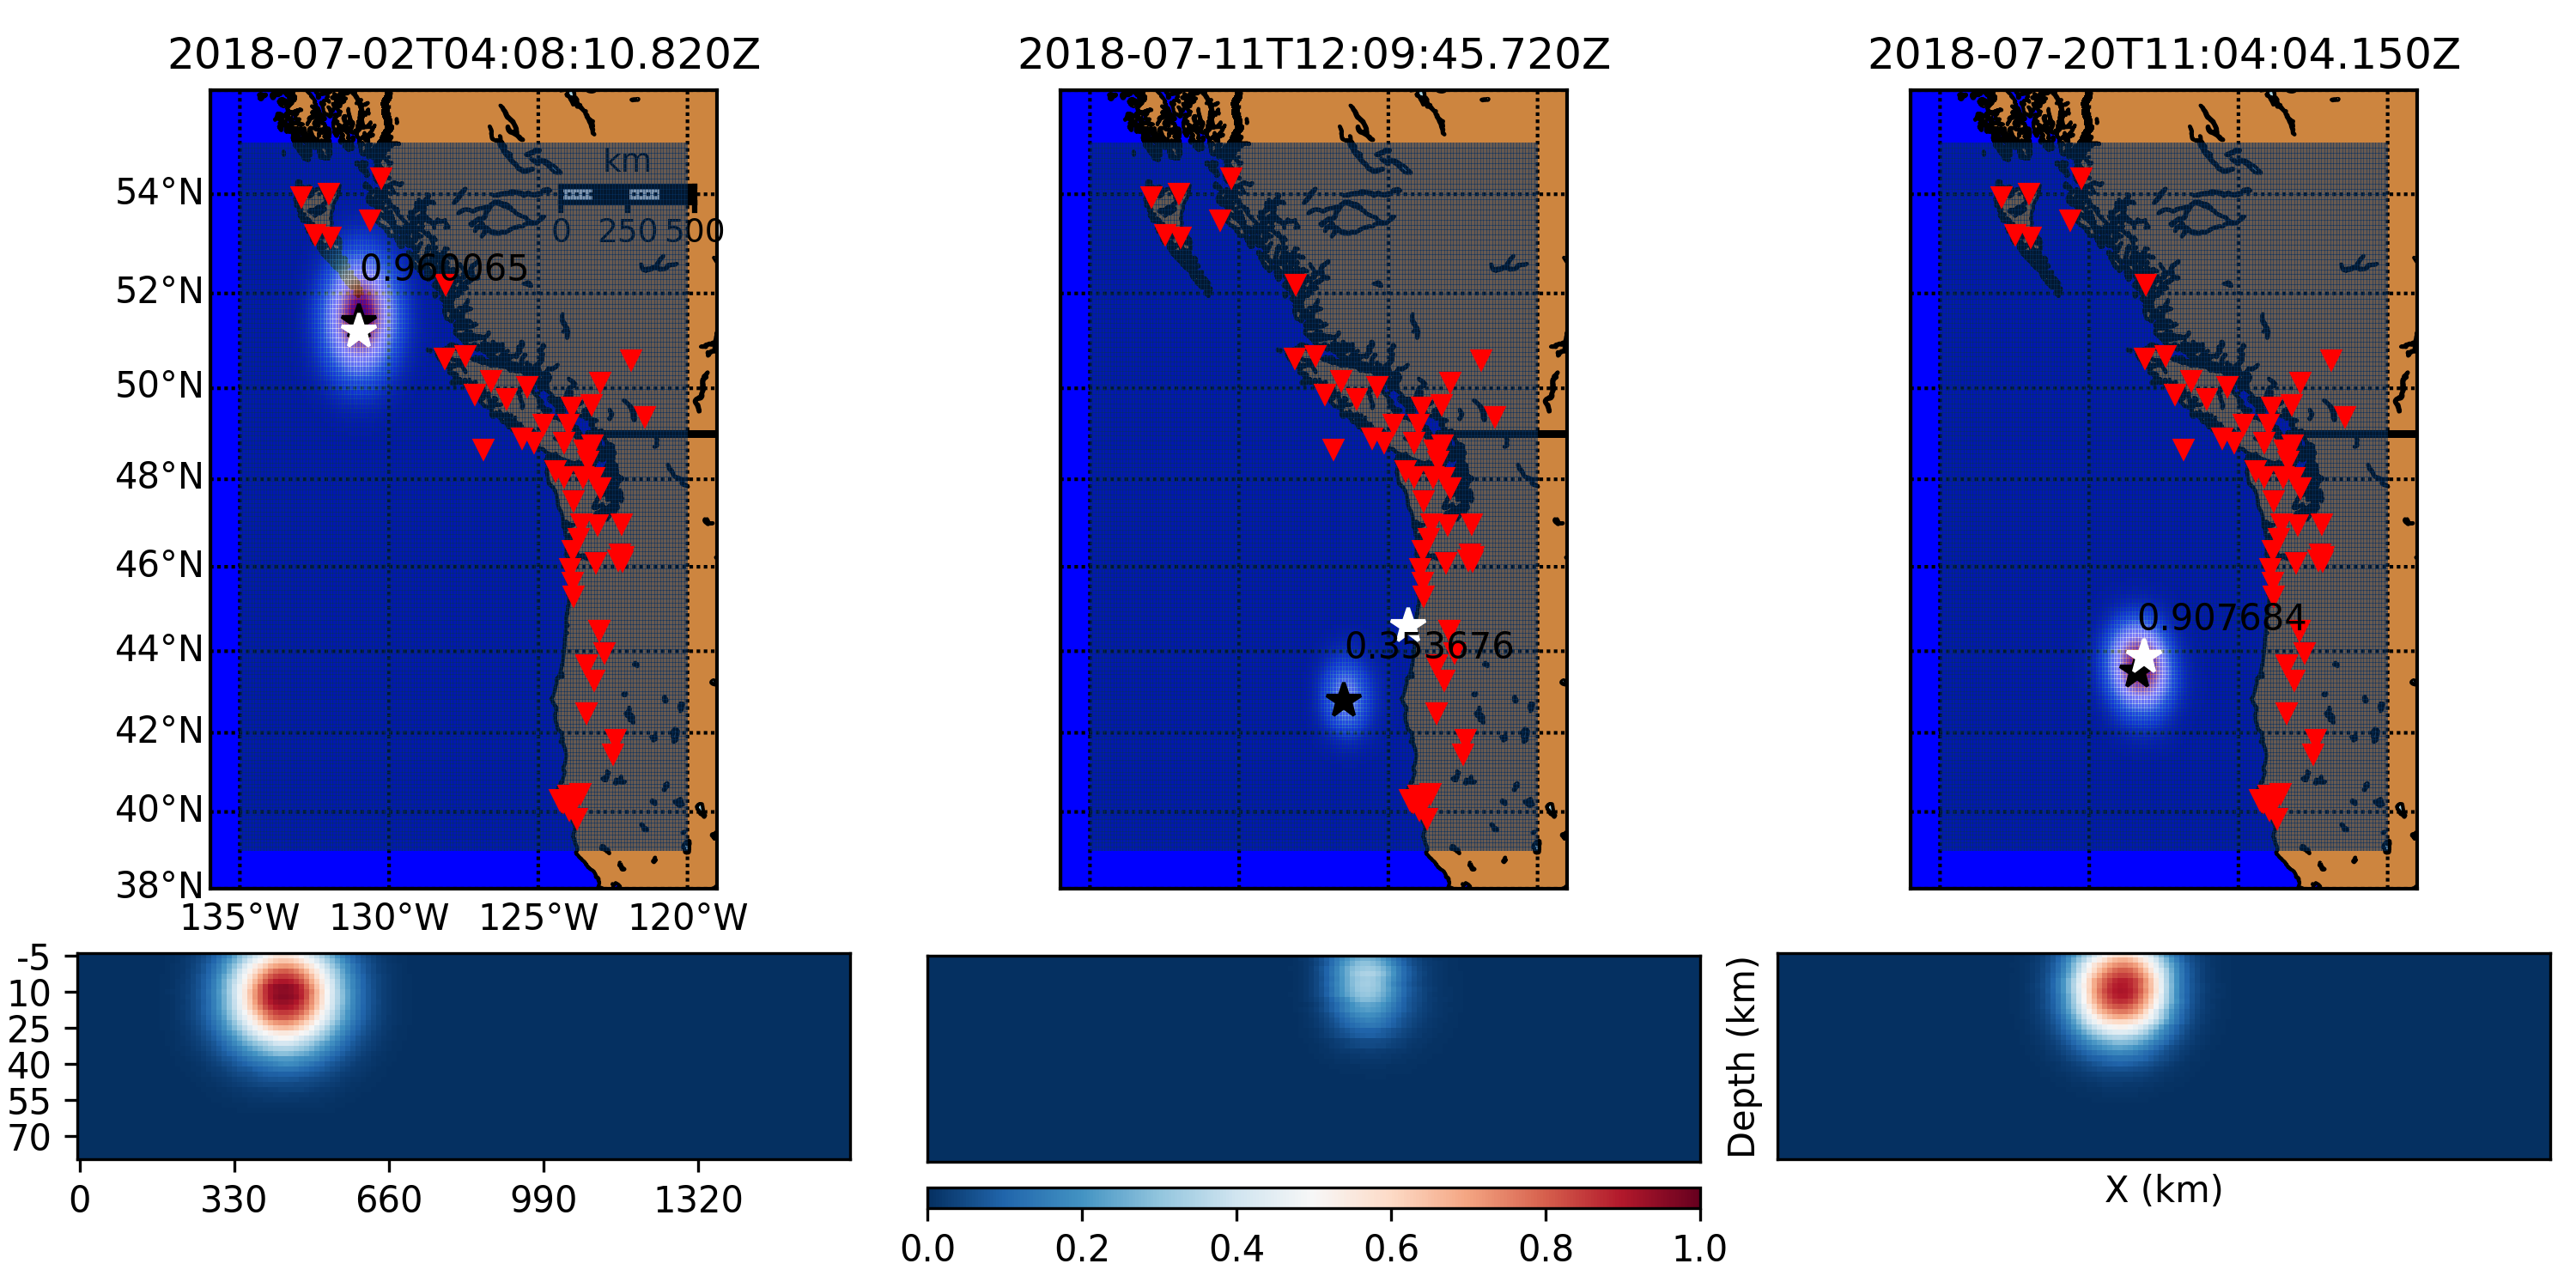 2018-07-02T04:08:10.820Z
2018-07-11T12:09:45.720Z
2018-07-20T11:04:04.150Z
km
0 250 500
54°N
52°N
50°N
48°N
46°N
44°N
42°N
40°N
38°N
135°W 130°W 125°W 120°W
0.960065
0.353676
0.907684
-5
10
25
40
55
70
0 330 660 990 1320
0.0 0.2 0.4 0.6 0.8 1.0
Depth (km)
X (km)